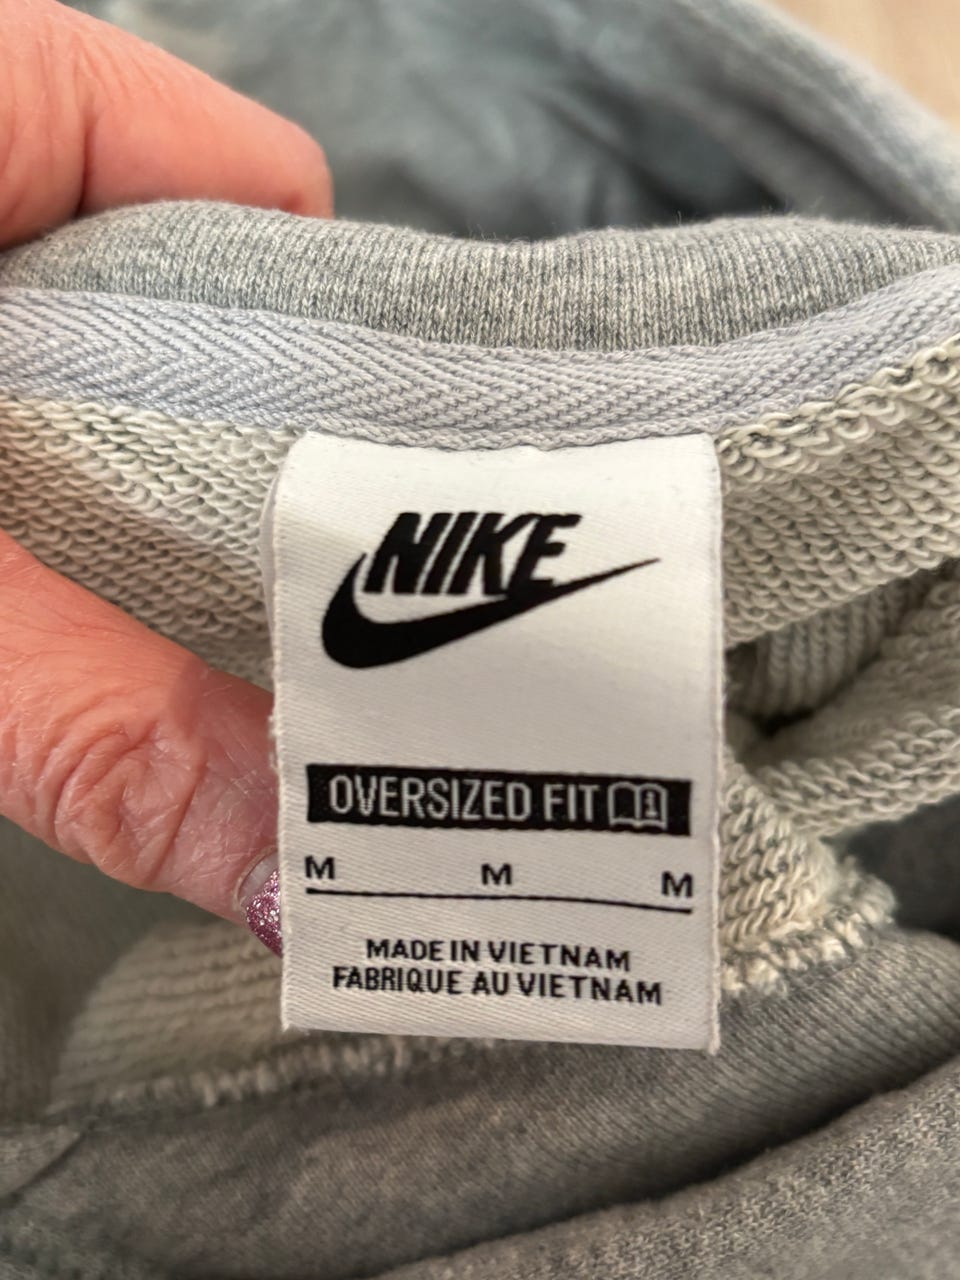 NIKE
OVERSIZED FIT
M M M
MADE IN VIETNAM
FABRIQUE AU VIETNAM